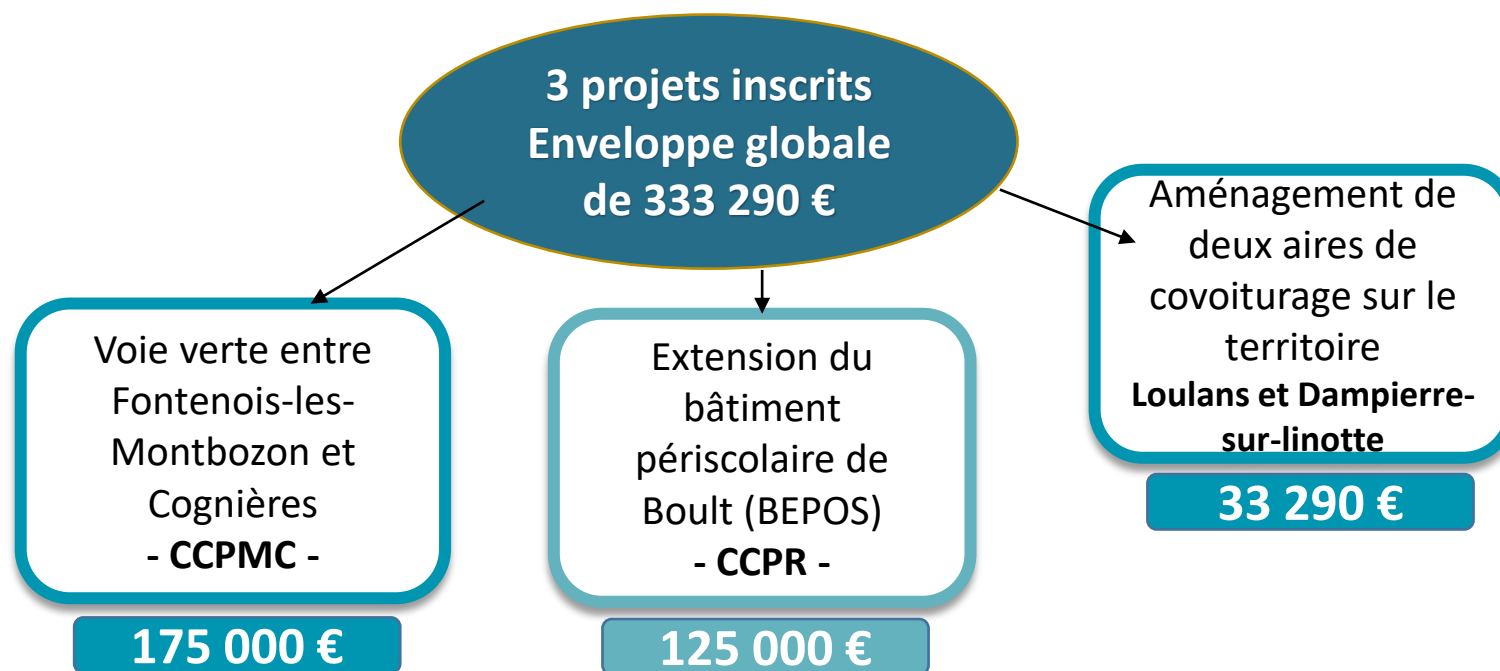 3 projets inscrits
Enveloppe globale
de 333 290 €
Voie verte entre
Fontenois-les-
Montbozon et
Cognières
- CCPMC -
175 000 €
Extension du
bâtiment
périscolaire de
Boult (BEPOS)
- CCPR -
125 000 €
Aménagement de
deux aires de
covoiturage sur le
territoire
Loulans et Dampierre-
sur-linotte
33 290 €